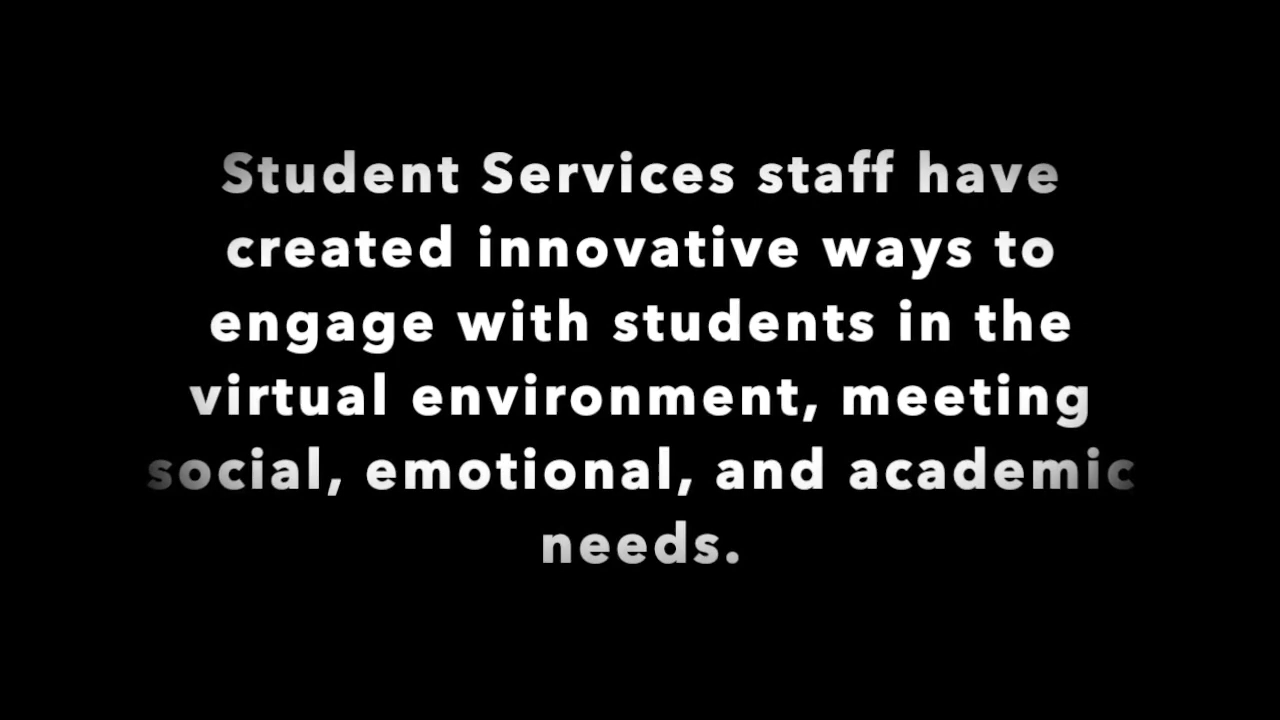 Student Services staff have
created innovative ways to
engage with students in the
virtual environment, meeting
social, emotional, and academic
needs.